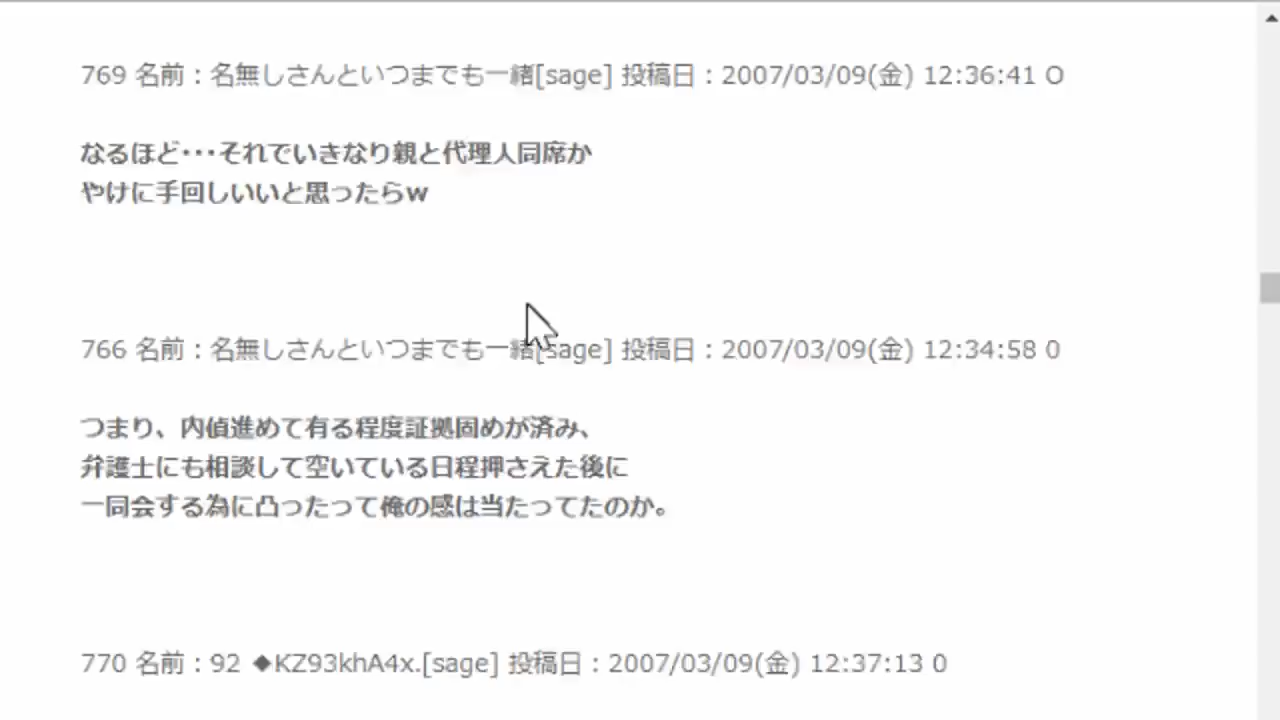 769 名前：名無しさんといつまでも一緒[sage] 投稿日：2007/03/09(金) 12:36:41 O
なるほど・・・それでいきなり親と代理人同席か
やけに手回しいいと思ったらw
766 名前：名無しさんといつまでも一緒[sage] 投稿日：2007/03/09(金) 12:34:58 0
つまり、内偵進めて有る程度証拠固めが済み、
弁護士にも相談して空いている日程押さえた後に
一同会する為に凸ったって俺の感は当たってたのか。
770 名前：92 ◆KZ93khA4x.[sage] 投稿日：2007/03/09(金) 12:37:13 0